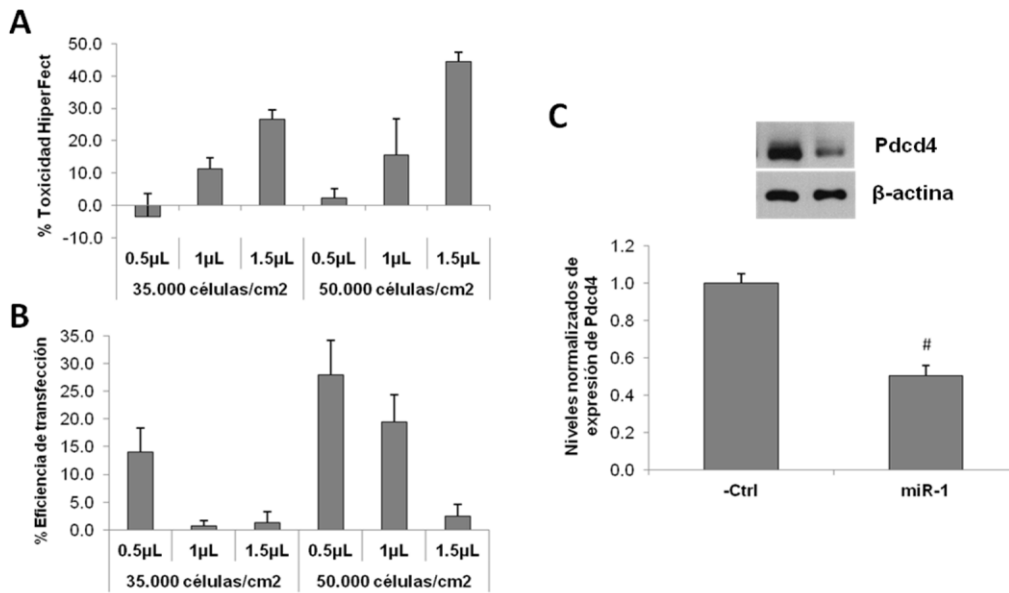 A
% Toxicidad HiperFect
50.0
40.0
30.0
20.0
10.0
0.0
-10.0
0.5µL 1µL 1.5µL 0.5µL 1µL 1.5µL
35.000 células/cm2 50.000 células/cm2
B
% Eficiencia de transfección
35.0
30.0
25.0
20.0
15.0
10.0
5.0
0.0
0.5µL 1µL 1.5µL 0.5µL 1µL 1.5µL
35.000 células/cm2 50.000 células/cm2
C
Pdcd4
β-actina
Niveles normalizados de
expresión de Pdcd4
1.2
1.0
0.8
0.6
0.4
0.2
0.0
#
-Ctrl miR-1